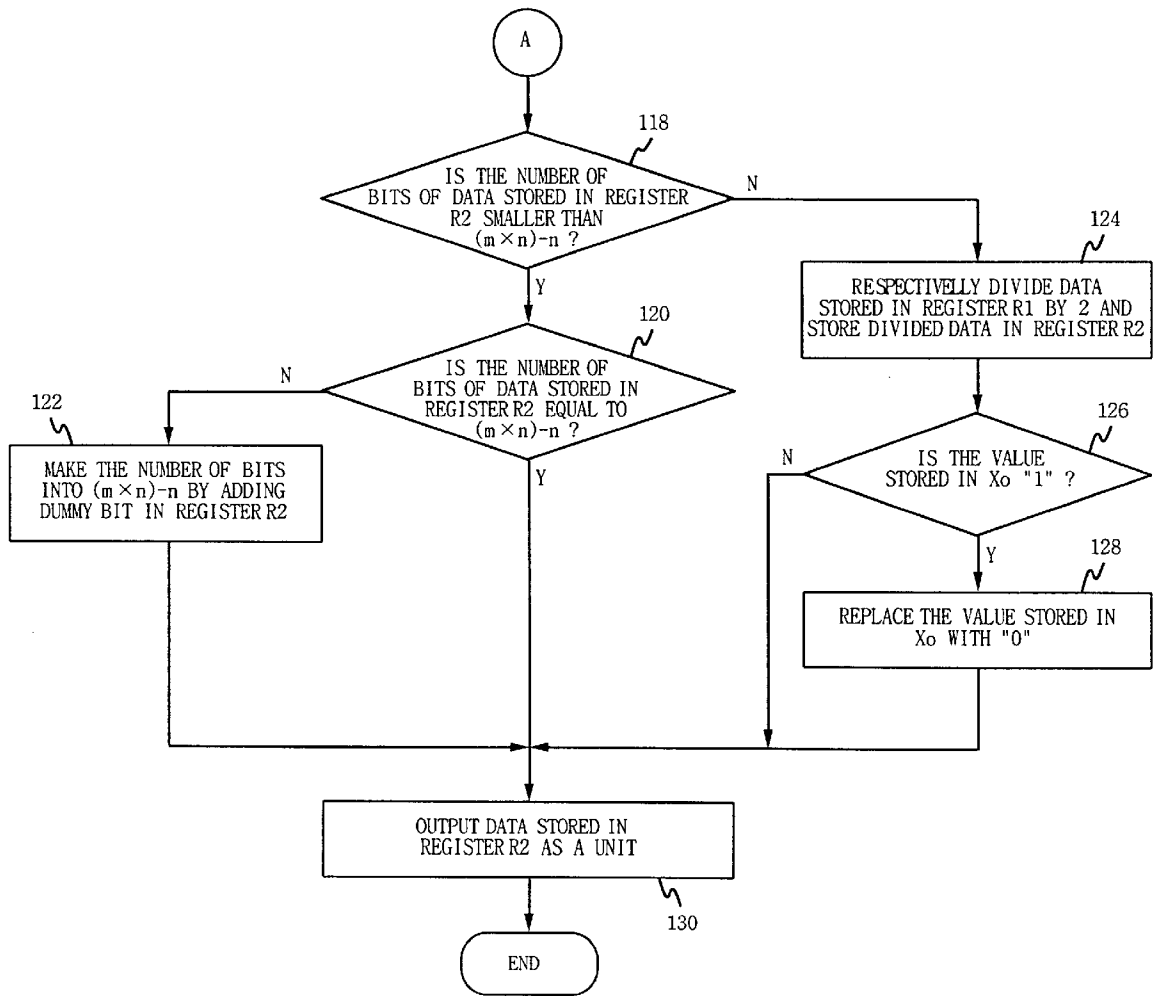 A
118
IS THE NUMBER OF
BITS OF DATA STORED IN REGISTER
R2 SMALLER THAN
(m×n)-n ?
N
Y
124
RESPECTIVELLY DIVIDE DATA
STORED IN REGISTER R1 BY 2 AND
STORE DIVIDED DATA IN REGISTER R2
120
IS THE NUMBER OF
BITS OF DATA STORED IN
REGISTER R2 EQUAL TO
(m×n)-n ?
N
Y
122
MAKE THE NUMBER OF BITS
INTO (m×n)-n BY ADDING
DUMMY BIT IN REGISTER R2
126
IS THE VALUE
STORED IN Xo "1" ?
N
Y
128
REPLACE THE VALUE STORED IN
Xo WITH "0"
OUTPUT DATA STORED IN
REGISTER R2 AS A UNIT
130
END